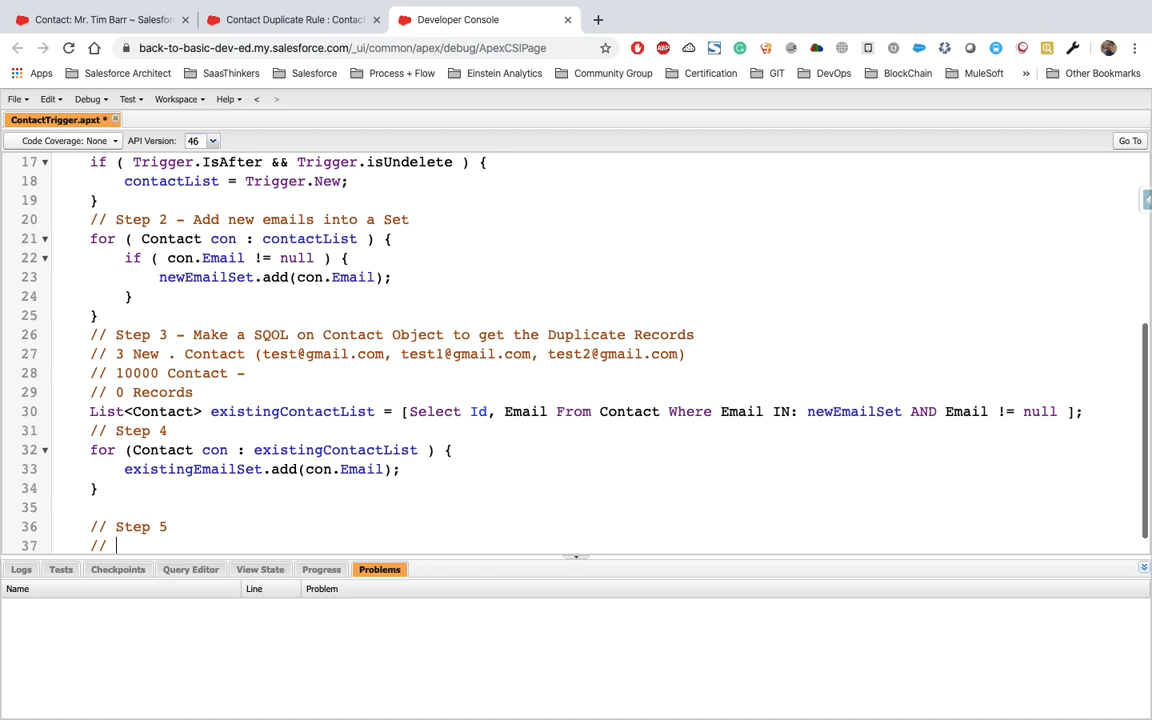 Contact: Mr. Tim Barr ~ Salesfor
Contact Duplicate Rule : Contac
Developer Console
back-to-basic-dev-ed.my.salesforce.com/_ui/common/apex/debug/ApexCSIPage
Apps Salesforce Architect SaasThinkers Salesforce Process + Flow Einstein Analytics Community Group Certification GIT DevOps BlockChain MuleSoft » Other Bookmarks
File Edit Debug Test Workspace Help < >
ContactTrigger.apxt *
Code Coverage: None API Version: 46 Go To
17 if ( Trigger.IsAfter && Trigger.isUndelete ) {
18 contactList = Trigger.New;
19 }
20 // Step 2 - Add new emails into a Set
21 for ( Contact con : contactList ) {
22 if ( con.Email != null ) {
23 newEmailSet.add(con.Email);
24 }
25 }
26 // Step 3 - Make a SQOL on Contact Object to get the Duplicate Records
27 // 3 New . Contact (test@gmail.com, test1@gmail.com, test2@gmail.com)
28 // 10000 Contact -
29 // 0 Records
30 List<Contact> existingContactList = [Select Id, Email From Contact Where Email IN: newEmailSet AND Email != null ];
31 // Step 4
32 for (Contact con : existingContactList ) {
33 existingEmailSet.add(con.Email);
34 }
35
36 // Step 5
37 //
Logs Tests Checkpoints Query Editor View State Progress Problems
Name Line Problem